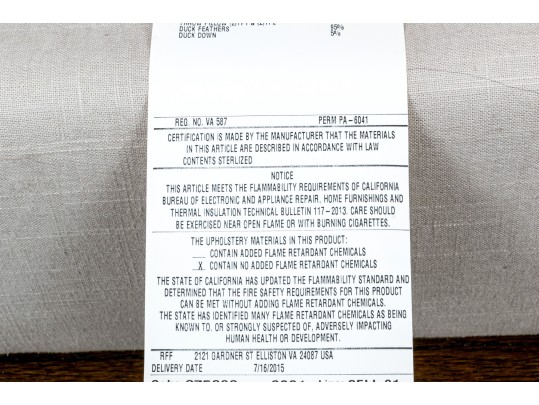 DUCK FEATHERS 95%
DUCK DOWN 5%
REG. NO. VA 587 PERM PA-6041
CERTIFICATION IS MADE BY THE MANUFACTURER THAT THE MATERIALS
IN THIS ARTICLE ARE DESCRIBED IN ACCORDANCE WITH LAW
CONTENTS STERLIZED
NOTICE
THIS ARTICLE MEETS THE FLAMMABILITY REQUIREMENTS OF CALIFORNIA
BUREAU OF ELECTRONIC AND APPLIANCE REPAIR. HOME FURNISHINGS AND
THERMAL INSULATION TECHNICAL BULLETIN 117-2013. CARE SHOULD
BE EXERCISED NEAR OPEN FLAME OR WITH BURNING CIGARETTES.
THE UPHOLSTERY MATERIALS IN THIS PRODUCT:
___ CONTAIN ADDED FLAME RETARDANT CHEMICALS
_X_ CONTAIN NO ADDED FLAME RETARDANT CHEMICALS
THE STATE OF CALIFORNIA HAS UPDATED THE FLAMMABILITY STANDARD AND
DETERMINED THAT THE FIRE SAFETY REQUIREMENTS FOR THIS PRODUCT
CAN BE MET WITHOUT ADDING FLAME RETARDANT CHEMICALS.
THE STATE HAS IDENTIFIED MANY FLAME RETARDANT CHEMICALS AS BEING
KNOWN TO, OR STRONGLY SUSPECTED OF, ADVERSELY IMPACTING
HUMAN HEALTH OR DEVELOPMENT.
RFF 2121 GARDNER ST ELLISTON VA 24087 USA
DELIVERY DATE 7/16/2015